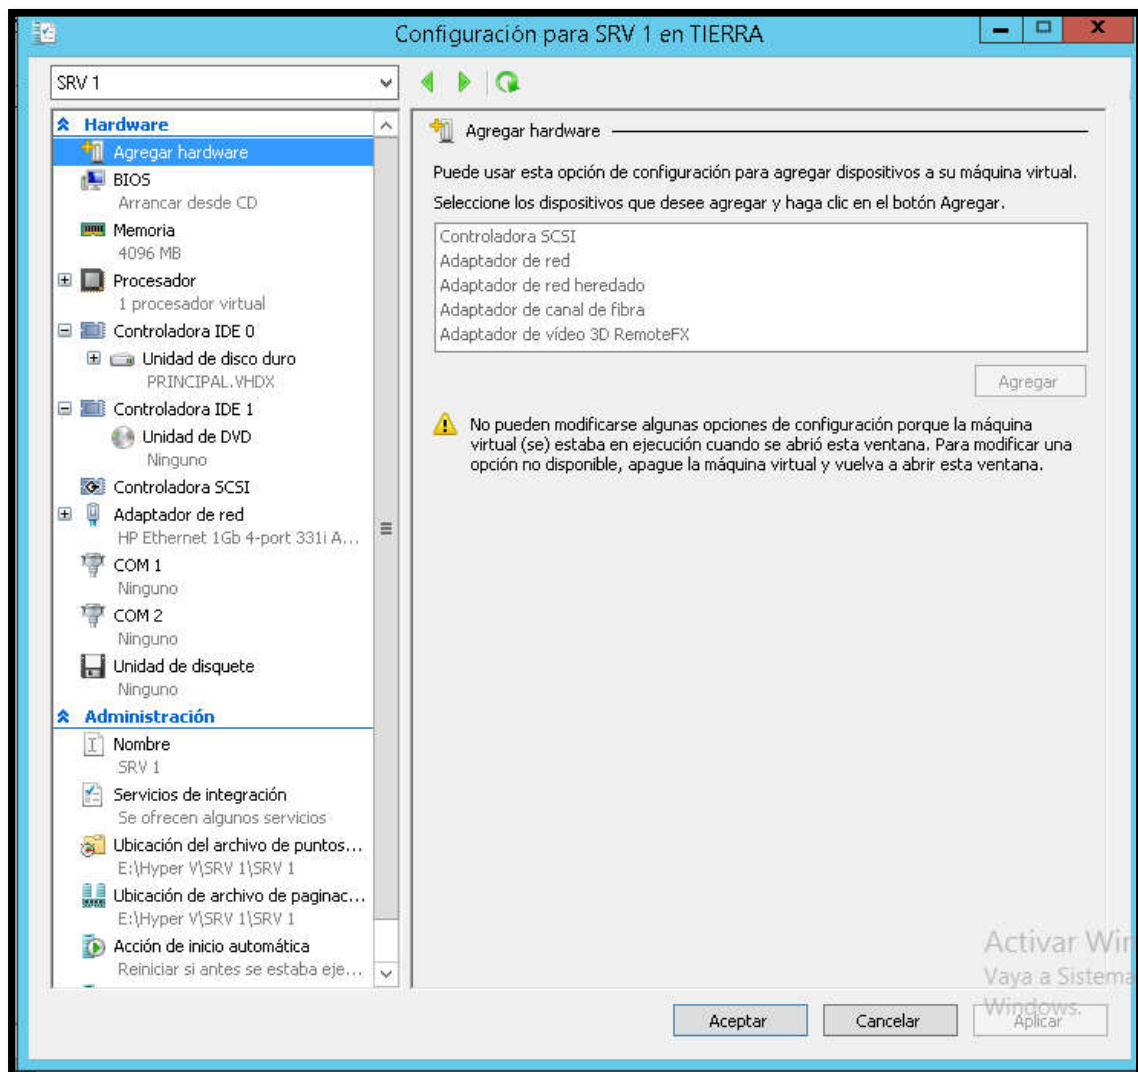 Configuración para SRV 1 en TIERRA
SRV 1
Hardware
Agregar hardware
BIOS
Arrancar desde CD
Memoria
4096 MB
Procesador
1 procesador virtual
Controladora IDE 0
Unidad de disco duro
PRINCIPAL.VHDX
Controladora IDE 1
Unidad de DVD
Ninguno
Controladora SCSI
Adaptador de red
HP Ethernet 1Gb 4-port 331i A...
COM 1
Ninguno
COM 2
Ninguno
Unidad de disquete
Ninguno
Administración
Nombre
SRV 1
Servicios de integración
Se ofrecen algunos servicios
Ubicación del archivo de puntos...
E:\Hyper V\SRV 1\SRV 1
Ubicación de archivo de paginac...
E:\Hyper V\SRV 1\SRV 1
Acción de inicio automática
Reiniciar si antes se estaba eje...
Agregar hardware
Puede usar esta opción de configuración para agregar dispositivos a su máquina virtual.
Seleccione los dispositivos que desee agregar y haga clic en el botón Agregar.
Controladora SCSI
Adaptador de red
Adaptador de red heredado
Adaptador de canal de fibra
Adaptador de vídeo 3D RemoteFX
Agregar
No pueden modificarse algunas opciones de configuración porque la máquina
virtual (se) estaba en ejecución cuando se abrió esta ventana. Para modificar una
opción no disponible, apague la máquina virtual y vuelva a abrir esta ventana.
Activar Win
Vaya a Sistema
Windows.
Aceptar
Cancelar
Aplicar